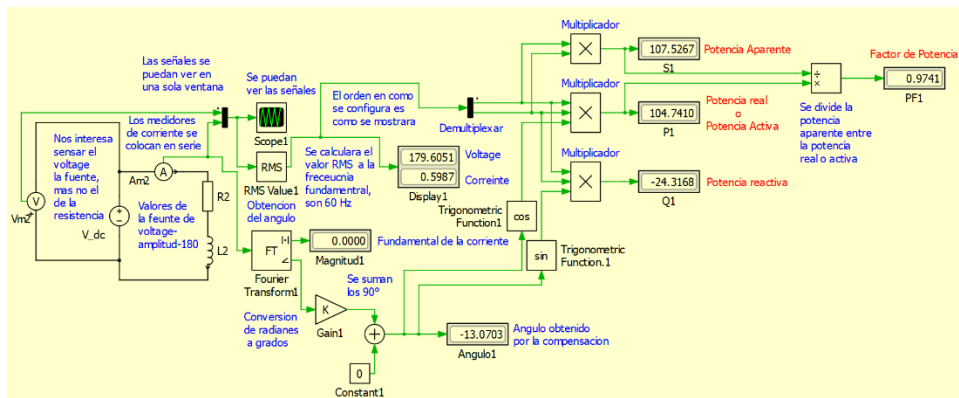 Multiplicador
107.5267
Potencia Aparente
S1
Factor de Potencia
0.9741
PF1
Las señales se
puedan ver en
una sola ventana
Se puedan
ver las señales
Scope1
El orden en como
se configura es
como se mostrara
Demultiplexar
Multiplicador
104.7410
P1
Potencia real
o
Potencia Activa
÷
×
Se divide la
potencia
aparente entre
la potencia
real o activa
Los medidores
de corriente se
colocan en serie
Nos interesa
sensar el
voltage
la fuente,
mas no el
de la
resistencia
A
Am2
V
Vm2
V_dc
R2
L2
Valores de
la feunte de
voltage-
amplitud-180
RMS
RMS Value1
Se calculara el
valor RMS a la
freceucnia
fundamentral,
son 60 Hz
179.6051
0.5987
Display1
Voltage
Correinte
Multiplicador
-24.3168
Q1
Potencia reactiva
Obtencion
del angulo
FT
|·|
∠
Fourier
Transform1
0.0000
Magnitud1
Fundamental de la corriente
Trigonometric
Function1
cos
sin
Trigonometric
Function.1
Se suman
los 90º
Conversion
de radianes
a grados
K
Gain1
-13.0703
Angulo1
Angulo obtenido
por la compensacion
0
Constant1